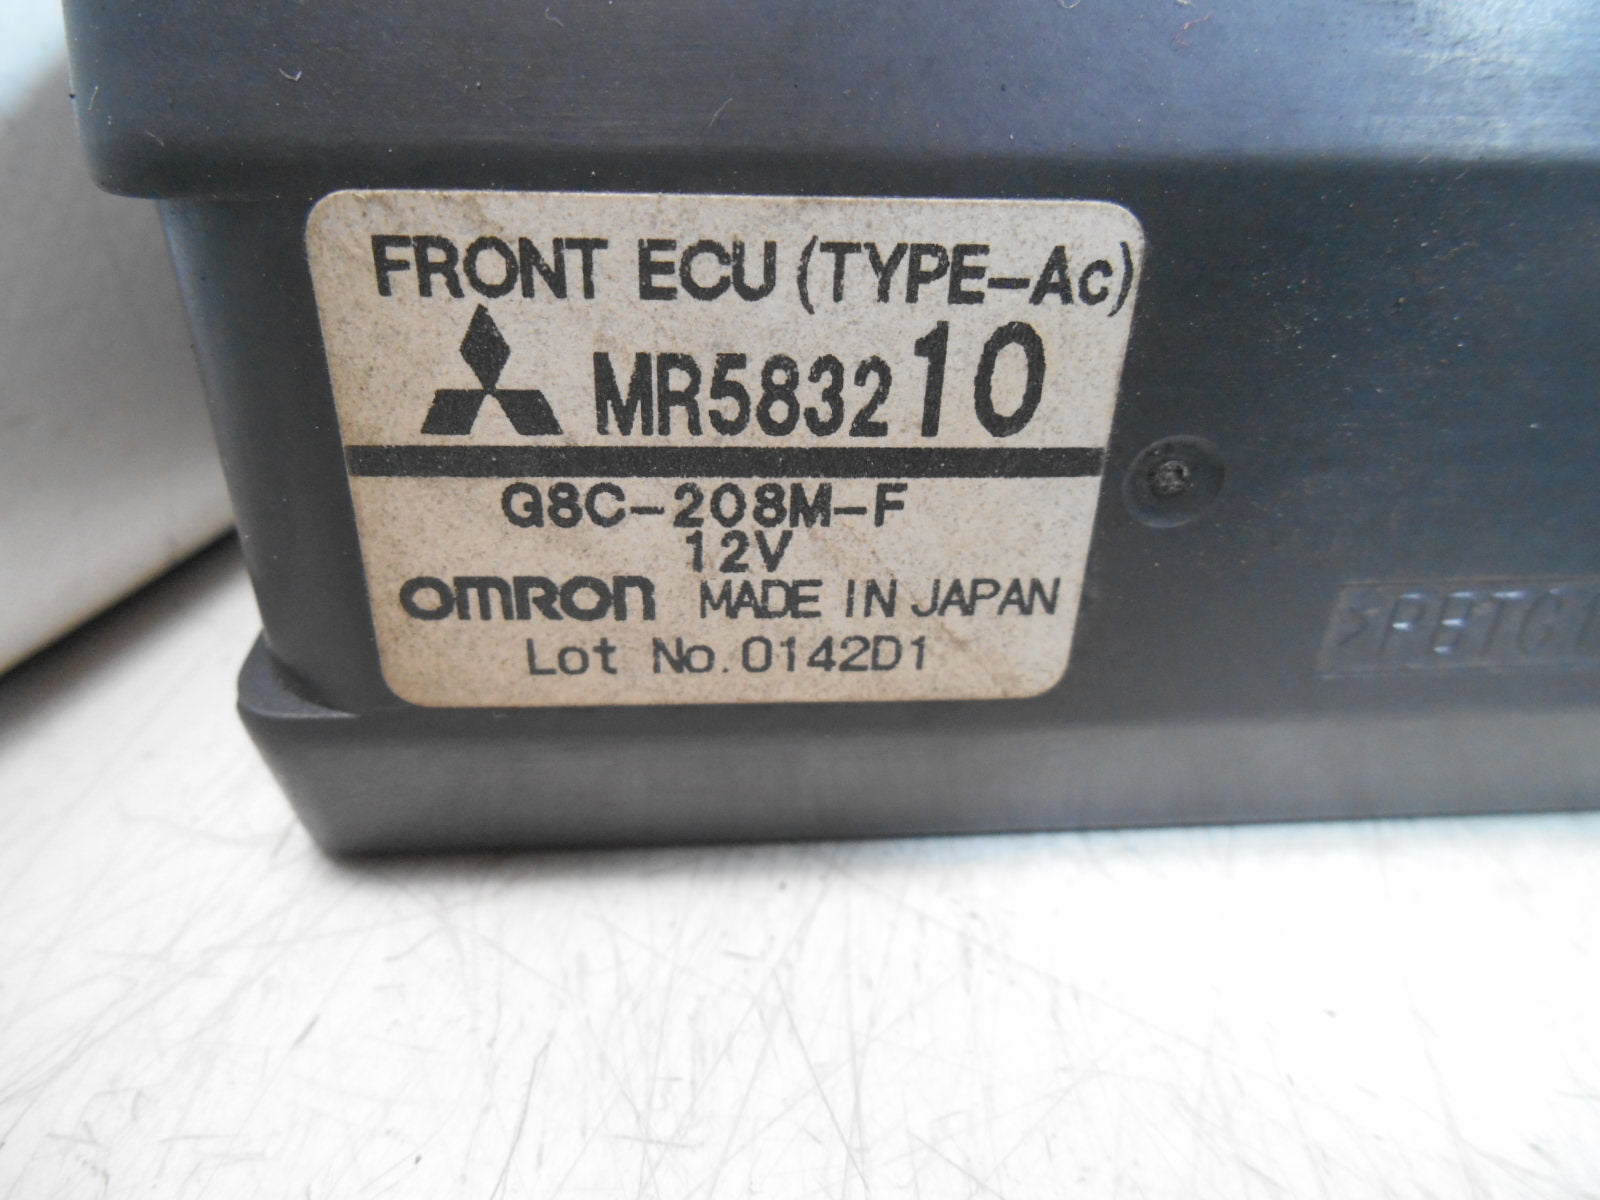 FRONT ECU (TYPE-Ac)
MR583210
G8C-208M-F
12V
OMRON MADE IN JAPAN
Lot No. 0142D1